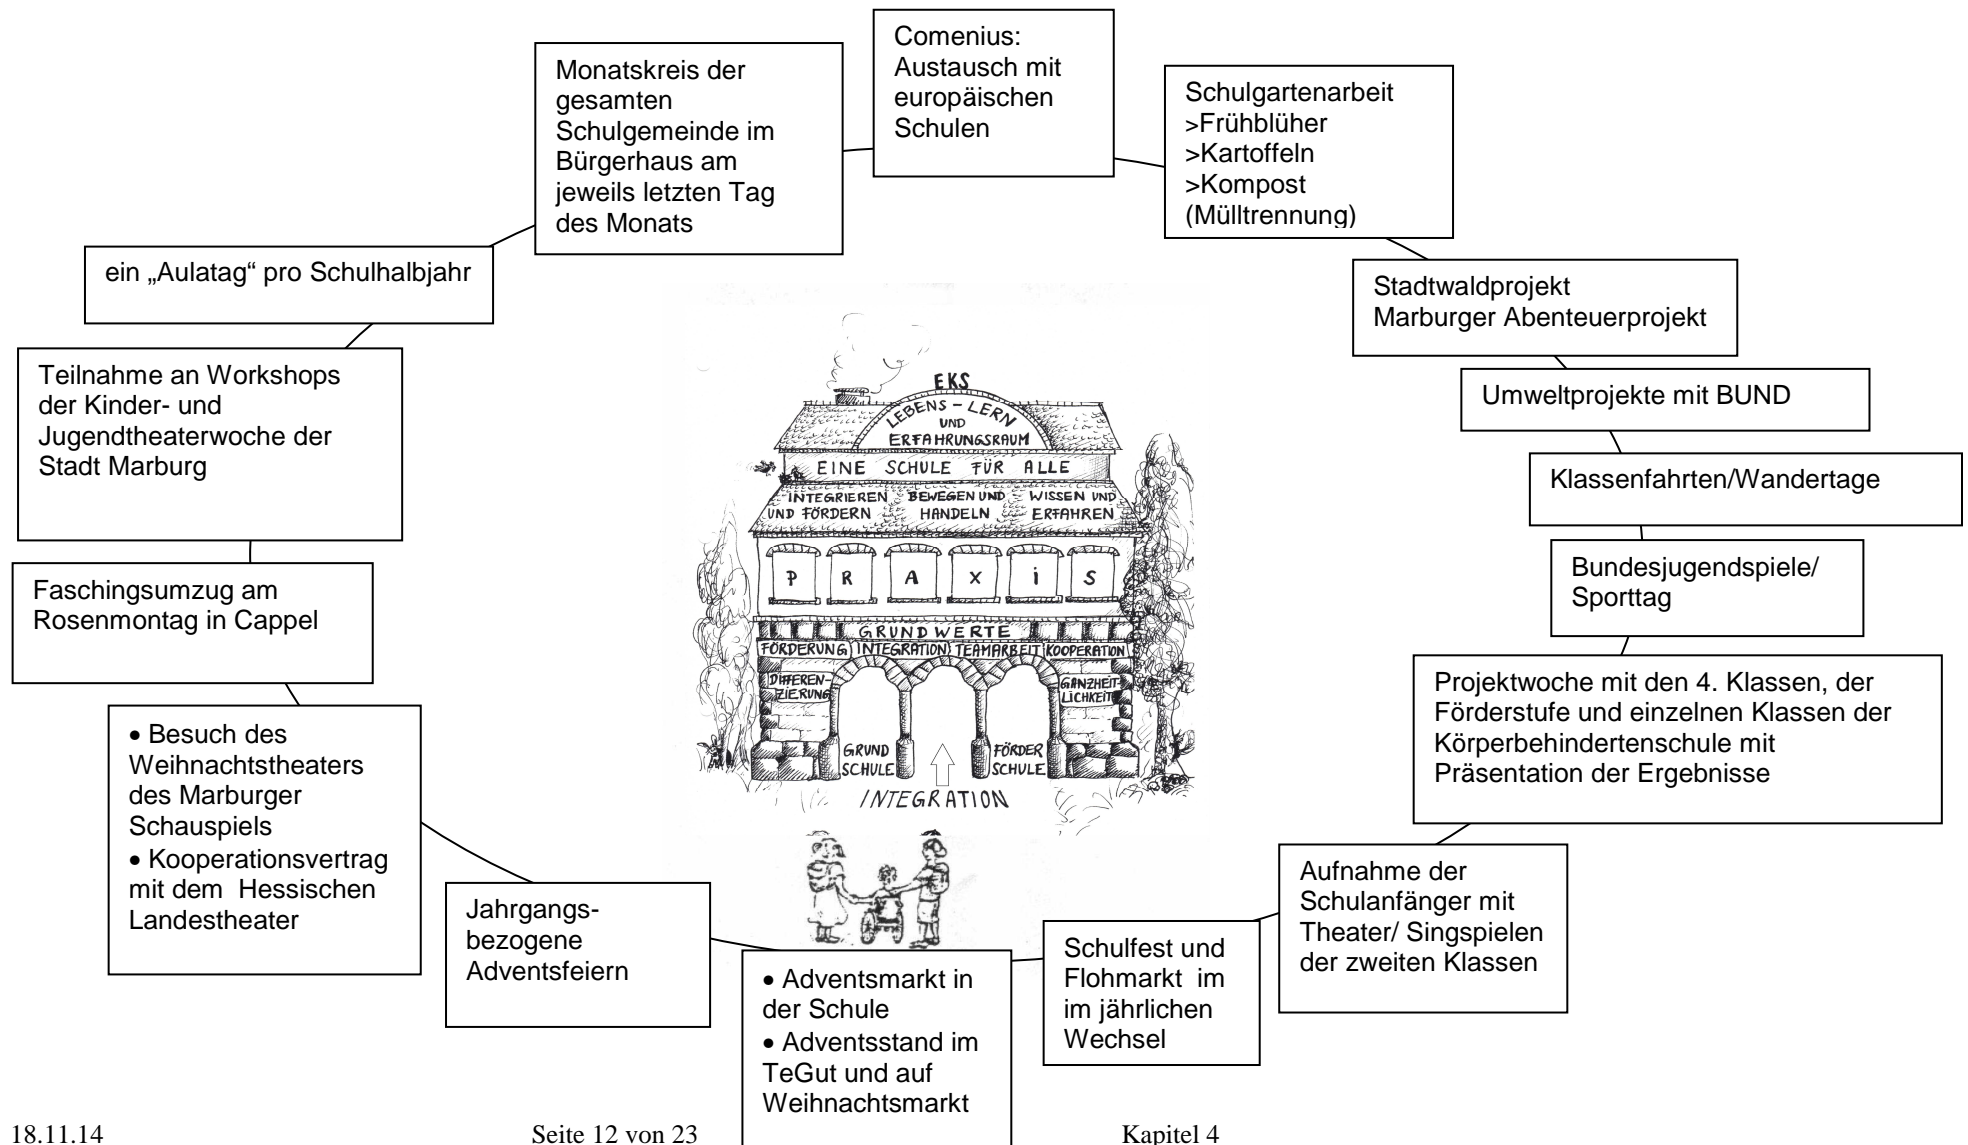 Comenius:
Austausch mit
europäischen
Schulen
Schulgartenarbeit
>Frühblüher
>Kartoffeln
>Kompost
(Mülltrennung)
Stadtwaldprojekt
Marburger Abenteuerprojekt
Umweltprojekte mit BUND
Klassenfahrten/Wandertage
Bundesjugendspiele/
Sporttag
Projektwoche mit den 4. Klassen, der
Förderstufe und einzelnen Klassen der
Körperbehindertenschule mit
Präsentation der Ergebnisse
Aufnahme der
Schulanfänger mit
Theater/ Singspielen
der zweiten Klassen
Schulfest und
Flohmarkt  im
im jährlichen
Wechsel
• Adventsmarkt in
der Schule
• Adventsstand im
TeGut und auf
Weihnachtsmarkt
Jahrgangs-
bezogene
Adventsfeiern
• Besuch des
Weihnachtstheaters
des Marburger
Schauspiels
• Kooperationsvertrag
mit dem  Hessischen
Landestheater
Faschingsumzug am
Rosenmontag in Cappel
Teilnahme an Workshops
der Kinder- und
Jugendtheaterwoche der
Stadt Marburg
ein „Aulatag“ pro Schulhalbjahr
Monatskreis der
gesamten
Schulgemeinde im
Bürgerhaus am
jeweils letzten Tag
des Monats
EKS
LEBENS - LERN
UND
ERFAHRUNGSRAUM
EINE SCHULE FÜR ALLE
INTEGRIEREN
UND FÖRDERN
BEWEGEN UND
HANDELN
WISSEN UND
ERFAHREN
P R A X i S
GRUNDWERTE
FÖRDERUNG INTEGRATION TEAMARBEIT KOOPERATION
DIFFEREN-
ZIERUNG
GANZHEIT-
LICHKEIT
GRUND
SCHULE
FÖRDER
SCHULE
INTEGRATION
18.11.14 Seite 12 von 23 Kapitel 4